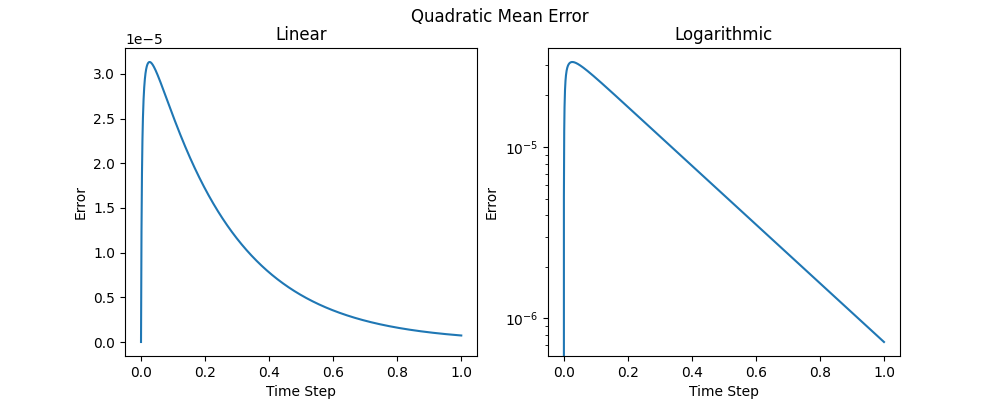 Quadratic Mean Error
Linear
Logarithmic
1e−5
3.0
2.5
2.0
1.5
1.0
0.5
0.0
Error
0.0 0.2 0.4 0.6 0.8 1.0
Time Step
10⁻⁵
10⁻⁶
Error
0.0 0.2 0.4 0.6 0.8 1.0
Time Step